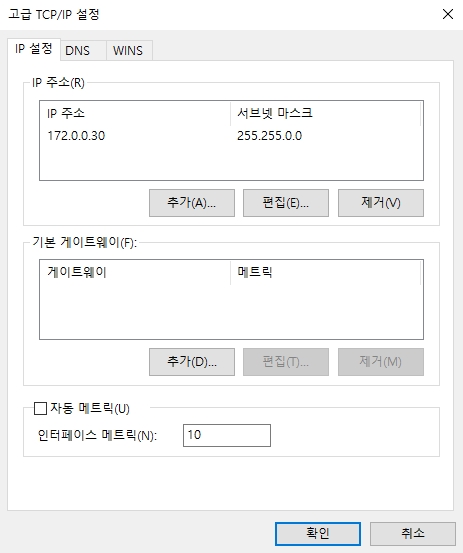 고급 TCP/IP 설정
IP 설정 DNS WINS
IP 주소(R)
IP 주소 서브넷 마스크
172.0.0.30 255.255.0.0
추가(A)... 편집(E)... 제거(V)
기본 게이트웨이(F):
게이트웨이 메트릭
추가(D)... 편집(T)... 제거(M)
자동 메트릭(U)
인터페이스 메트릭(N): 10
확인 취소